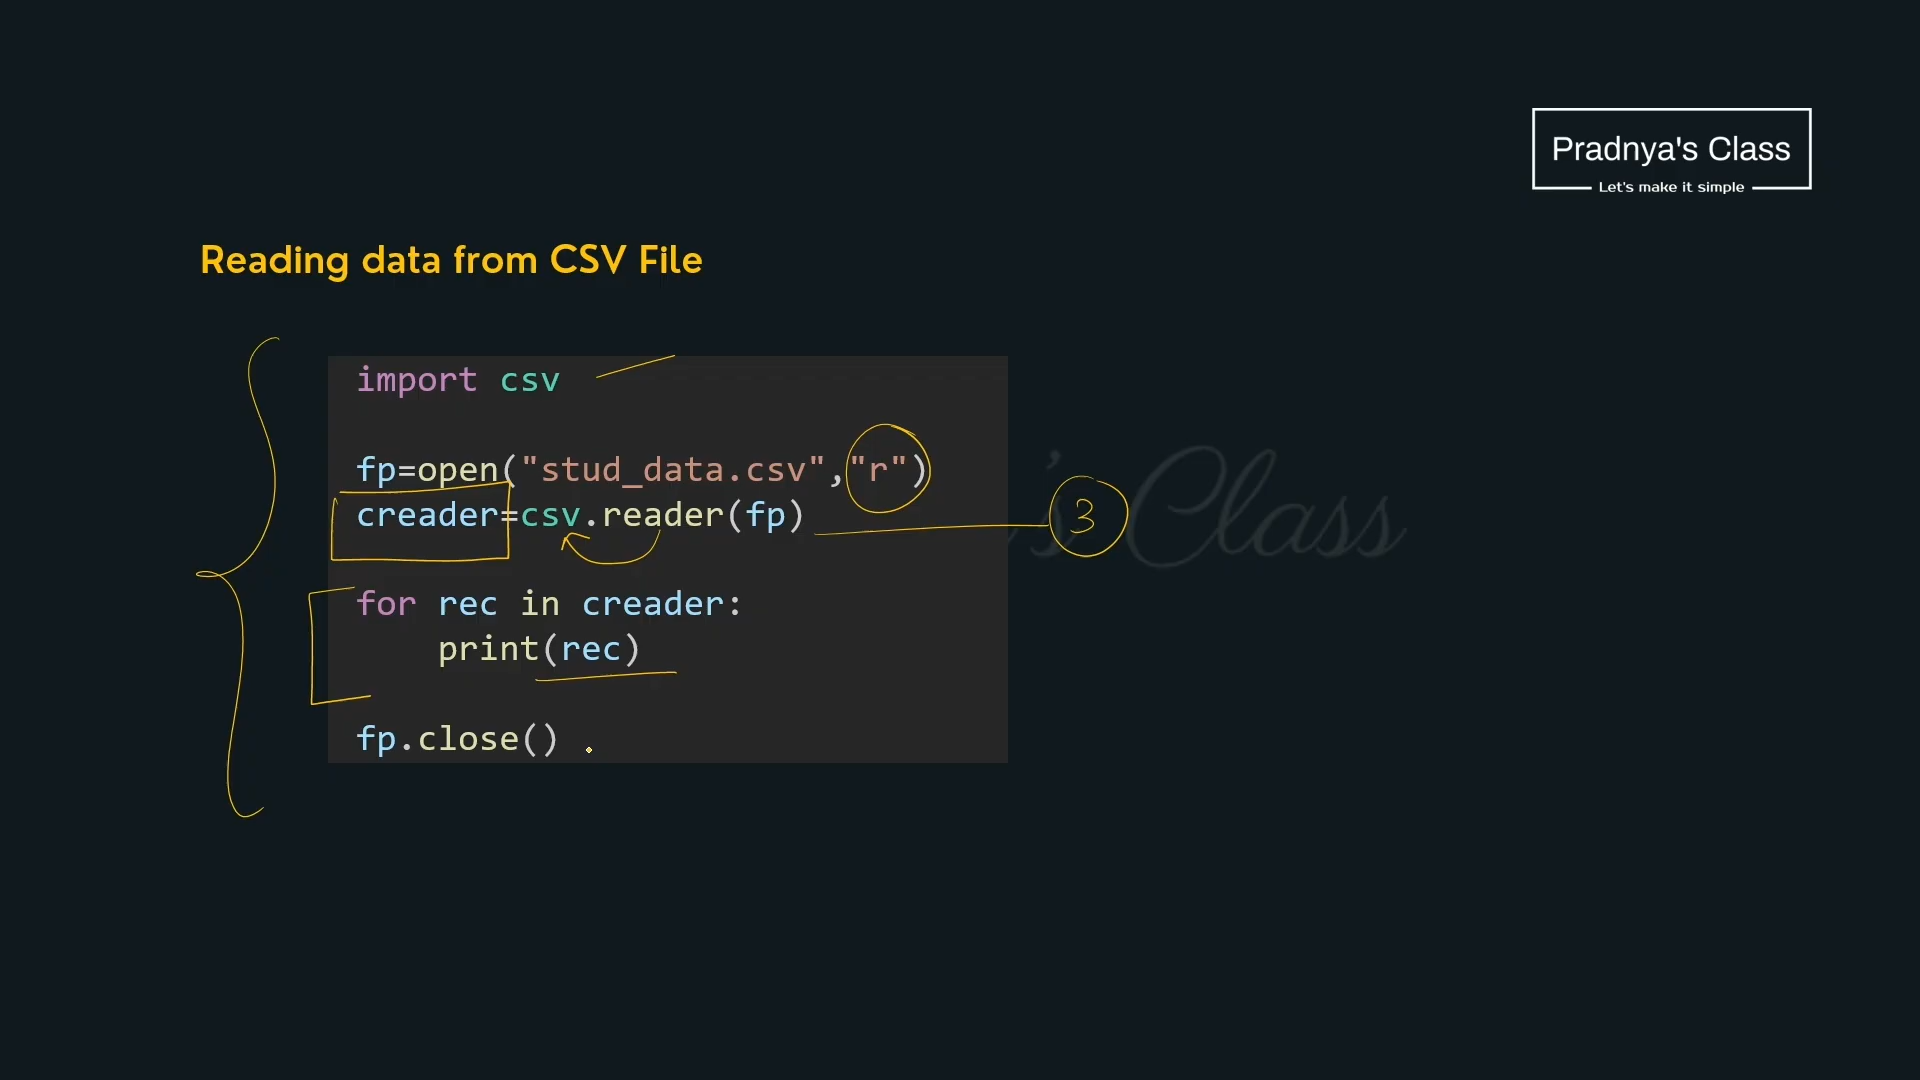 Pradnya's Class
Let's make it simple
Reading data from CSV File
import csv
fp=open("stud_data.csv","r")
creader=csv.reader(fp)
3
's Class
for rec in creader:
    print(rec)
fp.close()